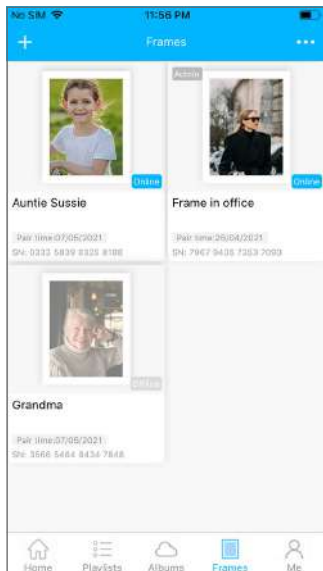 No SIM 11:56 PM
Frames
Admin
Online
Online
Auntie Sussie
Frame in office
Pair time:07/05/2021
Pair time:26/04/2021
SN: 0333 5839 8325 8186
SN: 7967 9435 7353 7093
Offline
Grandma
Pair time:07/05/2021
SN: 3566 5464 8434 7848
Home Playlists Albums Frames Me